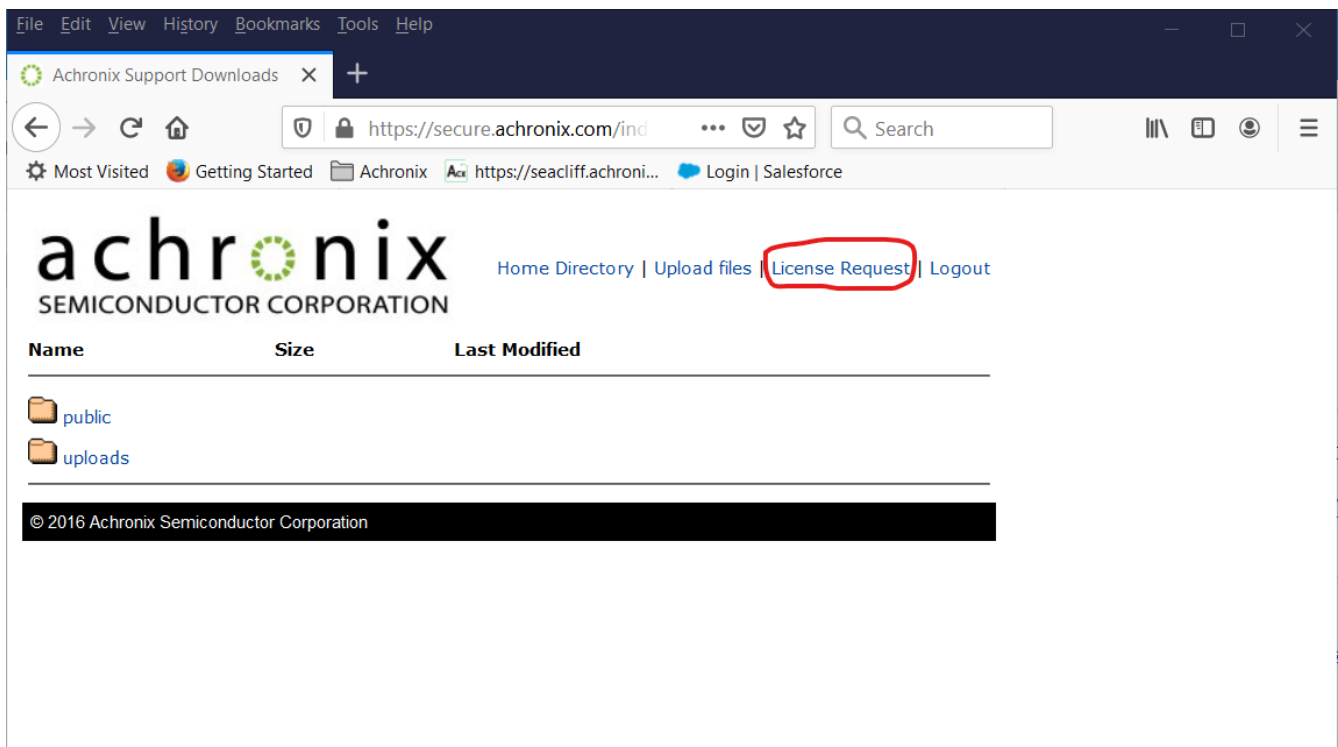 File Edit View History Bookmarks Tools Help
Achronix Support Downloads
https://secure.achronix.com/ind
Search
Most Visited Getting Started Achronix ACE https://seacliff.achroni... Login | Salesforce
achronix
SEMICONDUCTOR CORPORATION
Home Directory | Upload files | License Request | Logout
Name Size Last Modified
public
uploads
© 2016 Achronix Semiconductor Corporation